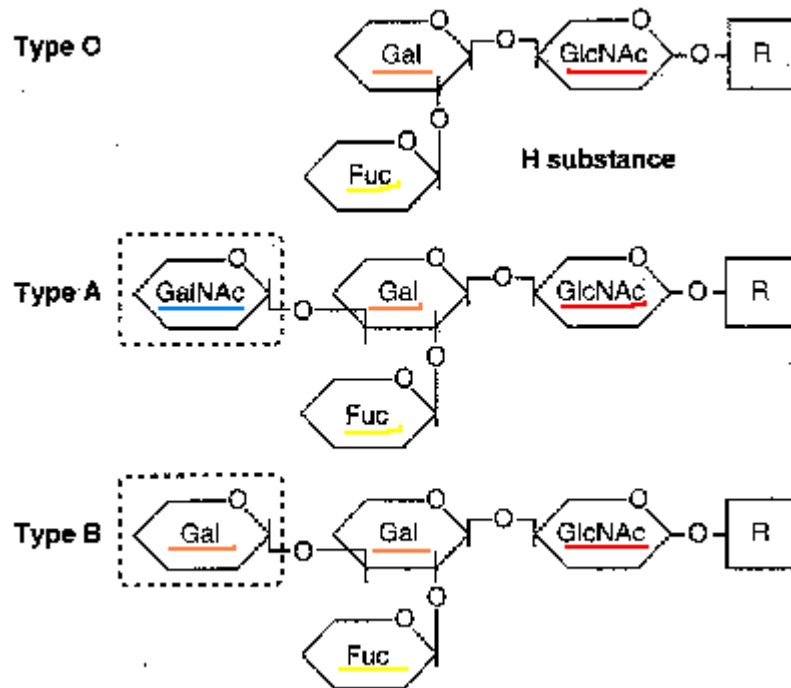 Type O
Gal O GlcNAc O R
O O
O
Fuc O
H substance
Type A
GalNAc O Gal O GlcNAc O R
O O O
O
O
Fuc O
Type B
Gal O Gal O GlcNAc O R
O O O
O
O
Fuc O